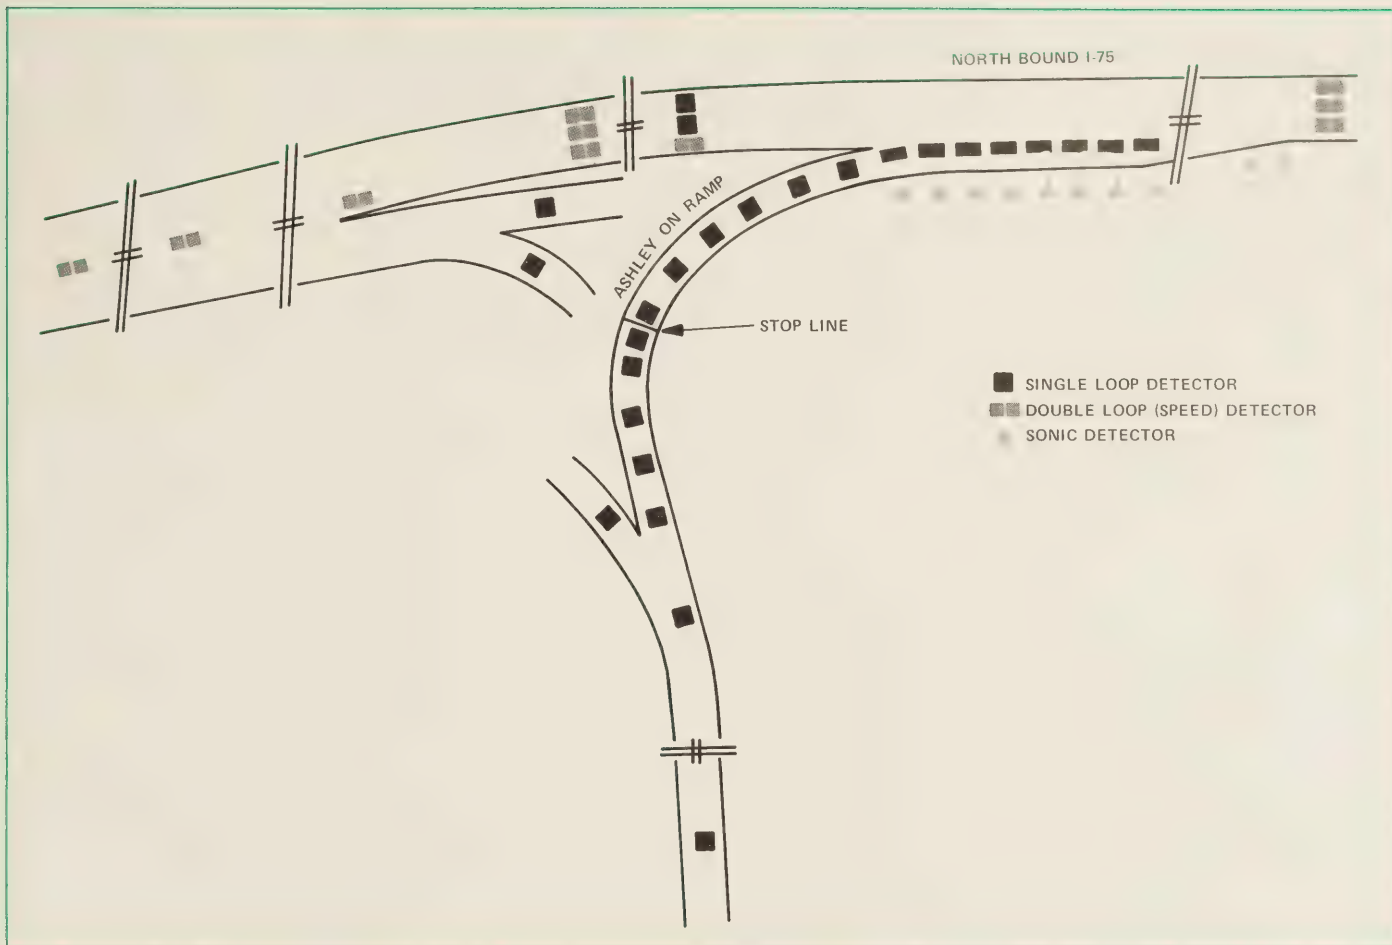 NORTH BOUND I-75
ASHLEY ON RAMP
STOP LINE
SINGLE LOOP DETECTOR
DOUBLE LOOP (SPEED) DETECTOR
SONIC DETECTOR